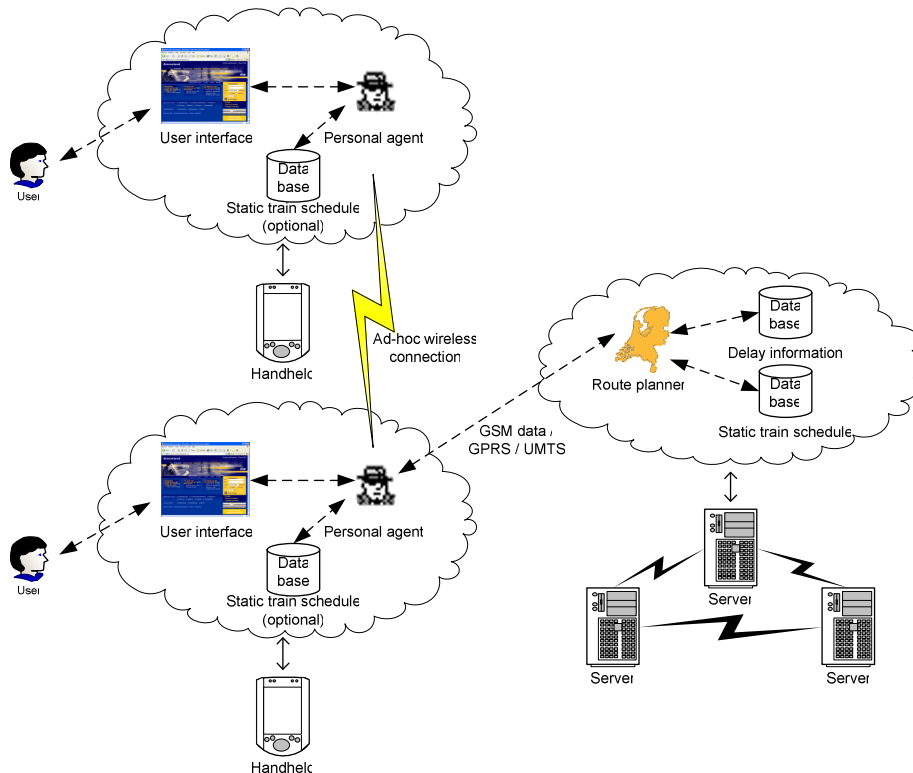 User interface
Personal agent
User
Data
base
Static train schedule
(optional)
Handheld
Ad-hoc wireless
connection
Data
base
Delay information
Route planner
Data
base
Static train schedule
GSM data /
GPRS / UMTS
User interface
Personal agent
User
Data
base
Static train schedule
(optional)
Handheld
Server
Server
Server